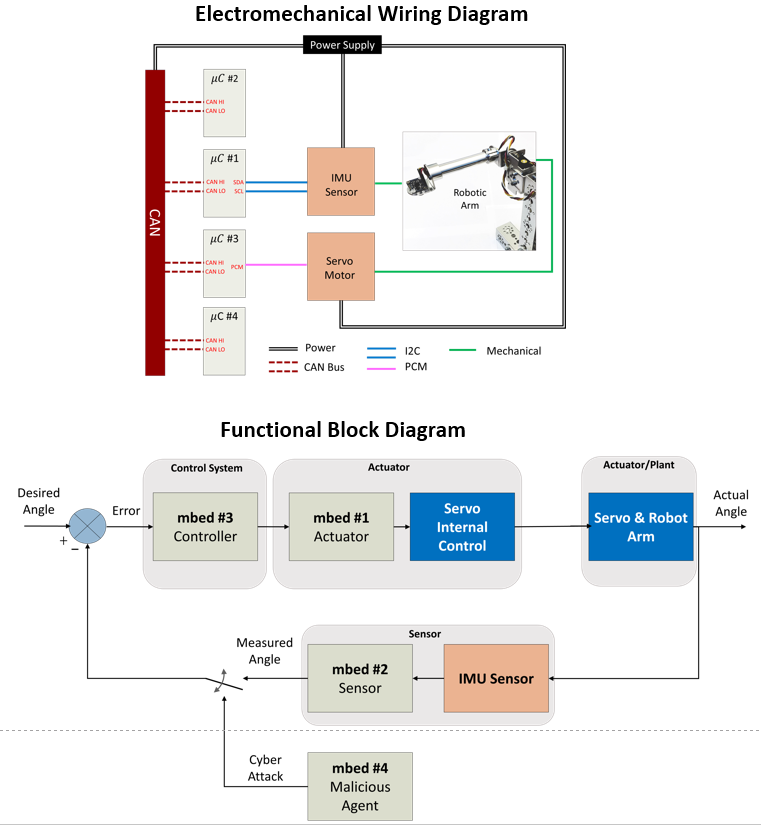 Electromechanical Wiring Diagram
Power Supply
CAN
μC #2
CAN HI
CAN LO
μC #1
CAN HI
CAN LO
SDA
SCL
IMU
Sensor
Robotic
Arm
μC #3
CAN HI
CAN LO
PCM
Servo
Motor
μC #4
CAN HI
CAN LO
Power
I2C
Mechanical
CAN Bus
PCM
Functional Block Diagram
Control System
Actuator
Actuator/Plant
Desired
Angle
+
−
Error
mbed #3
Controller
mbed #1
Actuator
Servo
Internal
Control
Servo & Robot
Arm
Actual
Angle
Sensor
Measured
Angle
mbed #2
Sensor
IMU Sensor
Cyber
Attack
mbed #4
Malicious
Agent